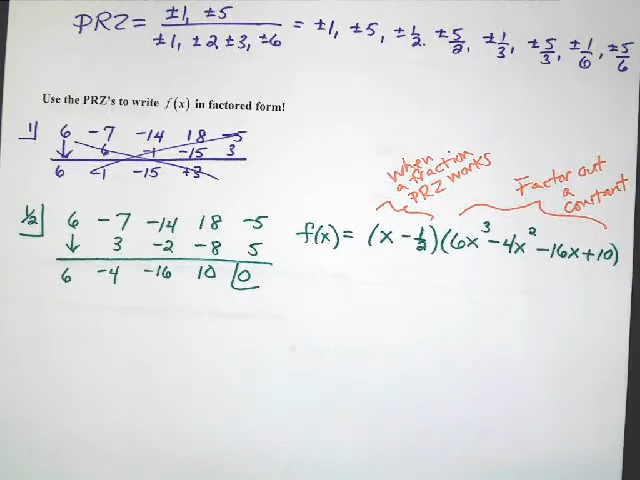 PRZ = ±1, ±5 / ±1, ±2, ±3, ±6 = ±1, ±5, ±1/2, ±5/2, ±1/3, ±5/3, ±1/6, ±5/6
Use the PRZ's to write f(x) in factored form!
1| 6 -7 -14 18 -5
↓ 6 -1 -15 3
6 -1 -15 +3
when
a fraction
PRZ works
Factor out
a
constant
1/2| 6 -7 -14 18 -5
↓ 3 -2 -8 5
6 -4 -16 10 |0
f(x) = (x - 1/2)(6x³ - 4x² - 16x + 10)